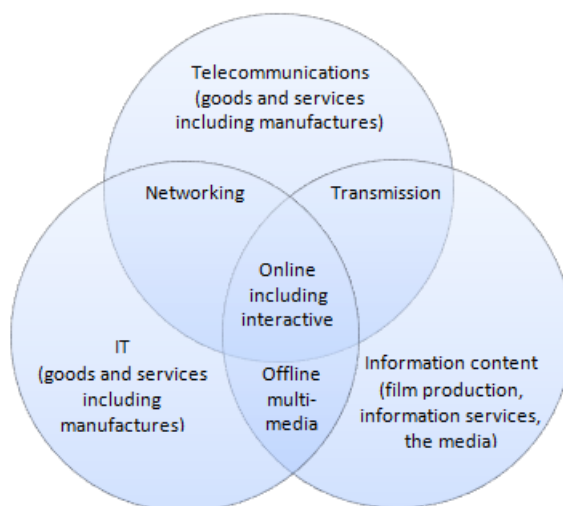 Telecommunications
(goods and services
including manufactures)
Networking
Transmission
Online
including
interactive
IT
(goods and services
including
manufactures)
Offline
multi-
media
Information content
(film production,
information services,
the media)